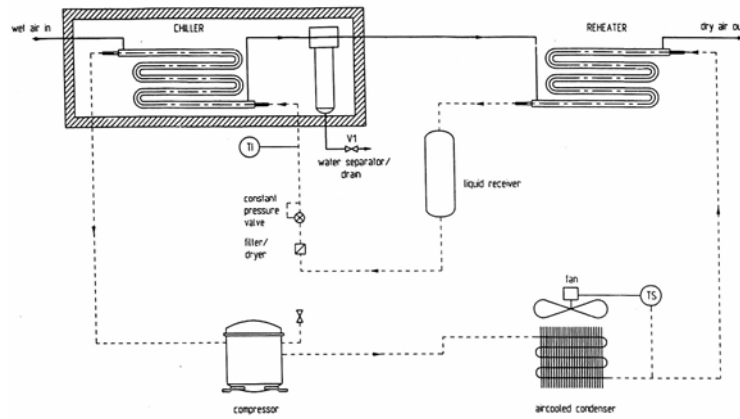 wet air in
CHILLER
REHEATER
dry air ou
TI
V1
water separator/
drain
liquid receiver
constant
pressure
valve
filter/
dryer
fan
TS
compressor
aircooled condenser